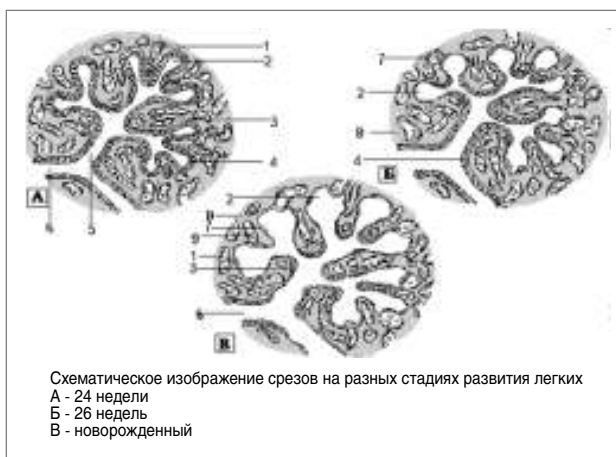 1
2
3
4
5
6
А
7
2
8
4
Б
2
8
7
9
1
3
6
В
Схематическое изображение срезов на разных стадиях развития легких
А - 24 недели
Б - 26 недель
В - новорожденный